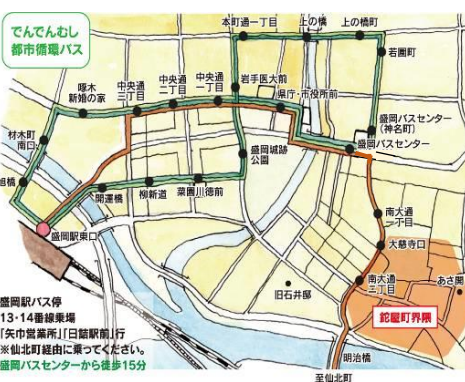 でんでんむし
都市循環バス
本町通一丁目
上の橋
上の橋町
若園町
啄木
新婚の家
中央通
三丁目
中央通
二丁目
中央通
一丁目
岩手医大前
県庁・市役所前
盛岡バスセンター
(神名町)
盛岡バスセンター
材木町
南口
旭橋
盛岡城跡
公園
開運橋
柳新道
菜園川徳前
盛岡駅東口
南大通
一丁目
大慈寺口
南大通
二丁目
あさ開
旧石井邸
鉈屋町界隈
盛岡駅バス停
13・14番線乗場
「矢巾営業所」「日詰駅前」行
※仙北町経由に乗ってください。
盛岡バスセンターから徒歩15分
明治橋
至仙北町